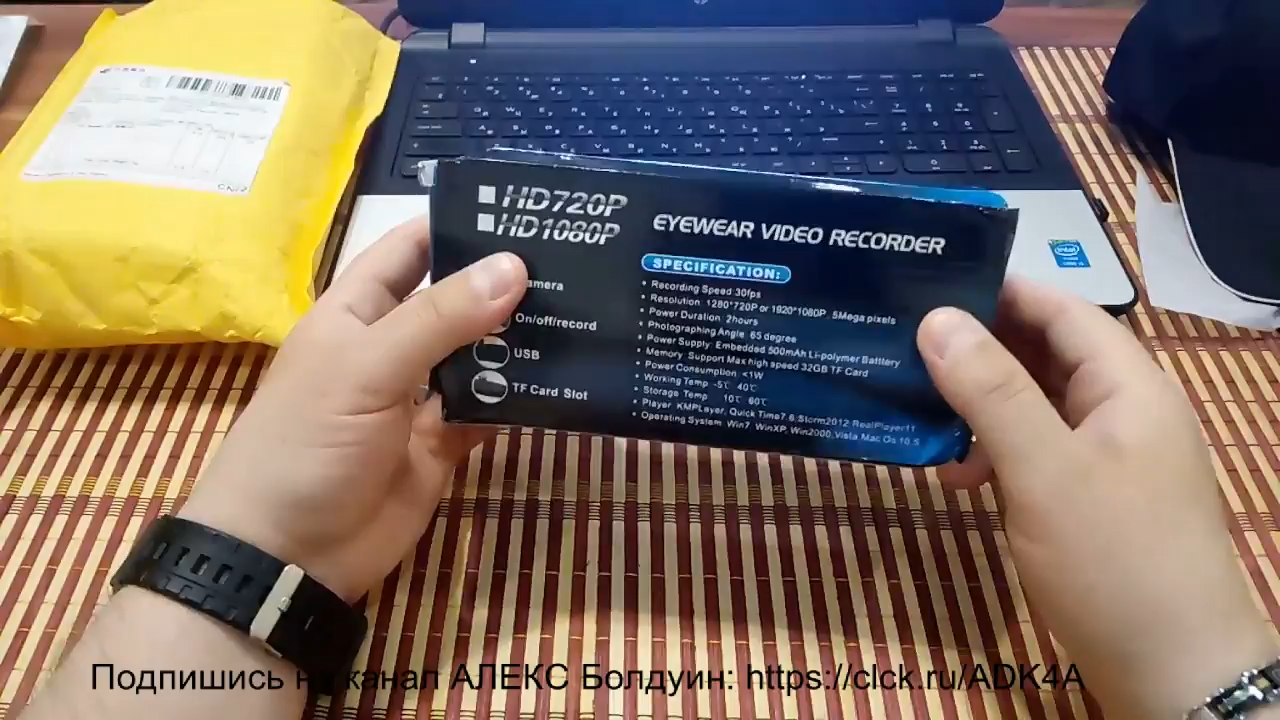 HD720P
HD1080P
EYEWEAR VIDEO RECORDER
SPECIFICATION:
• Recording Speed 30fps
• Resolution: 1280*720P or 1920*1080P 5Mega pixels
• Power Duration: 2hours
• Photographing Angle 65 degree
• Power Supply: Embedded 500mAh Li-polymer Batttery
• Memory Support Max high speed 32GB TF Card
• Power Consumption: <1W
• Working Temp -5℃ 40℃
• Storage Temp 10℃ 60℃
• Player KMPLayer, Quick Time7.6;Storm2012,RealPlayer11
• Operating System Win7, WinXP, Win2000,Vista Mac Os 10.5
amera
On/off/record
USB
TF Card Slot
intel
Подпишись на канал АЛЕКС Болдуин: https://clck.ru/ADK4A